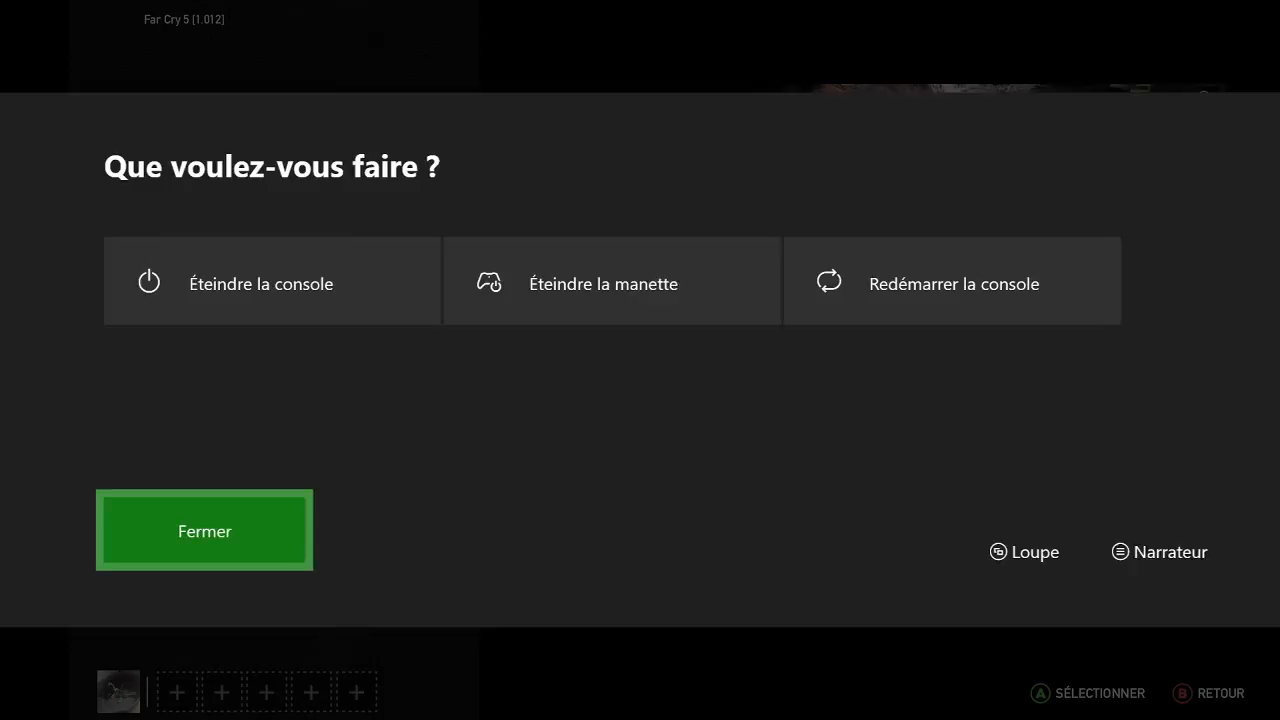 Far Cry 5 [1.012]
Que voulez-vous faire ?
Éteindre la console
Éteindre la manette
Redémarrer la console
Fermer
Loupe
Narrateur
A SÉLECTIONNER
B RETOUR